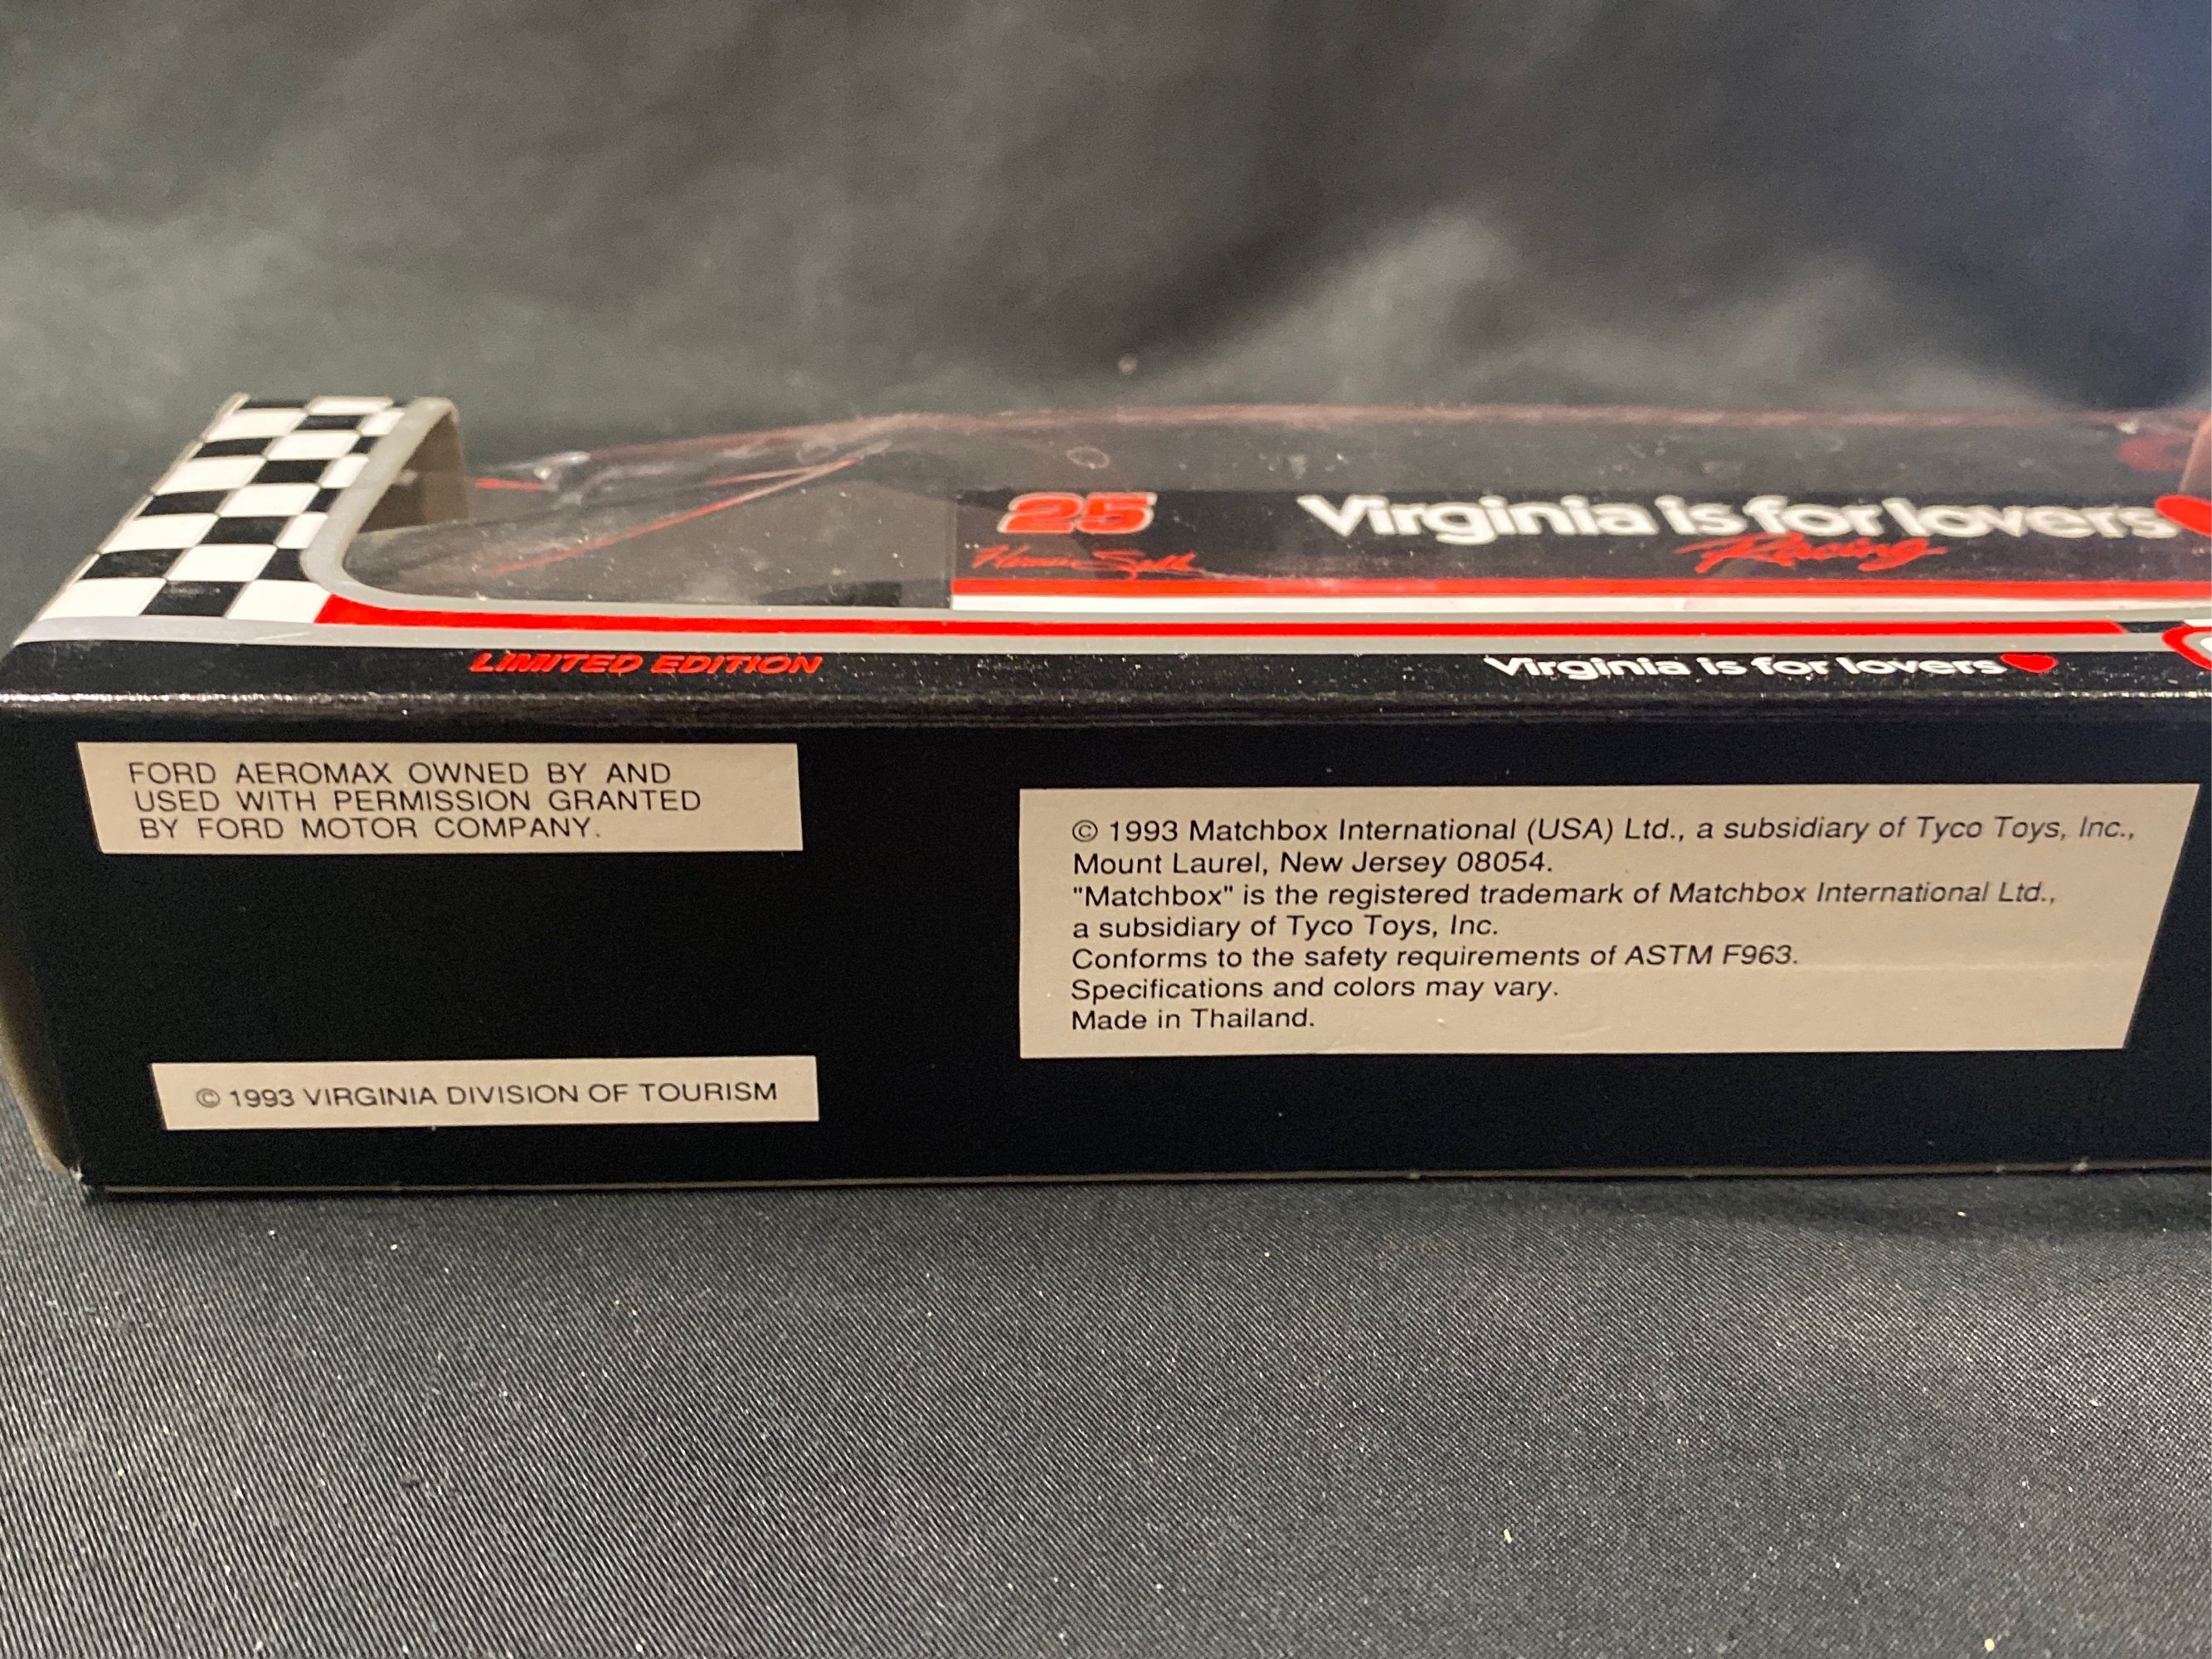 25
Virginia is for lovers
Racing
LIMITED EDITION
Virginia is for lovers
FORD AEROMAX OWNED BY AND
USED WITH PERMISSION GRANTED
BY FORD MOTOR COMPANY.
© 1993 Matchbox International (USA) Ltd., a subsidiary of Tyco Toys, Inc.,
Mount Laurel, New Jersey 08054.
"Matchbox" is the registered trademark of Matchbox International Ltd.,
a subsidiary of Tyco Toys, Inc.
Conforms to the safety requirements of ASTM F963.
Specifications and colors may vary.
Made in Thailand.
© 1993 VIRGINIA DIVISION OF TOURISM